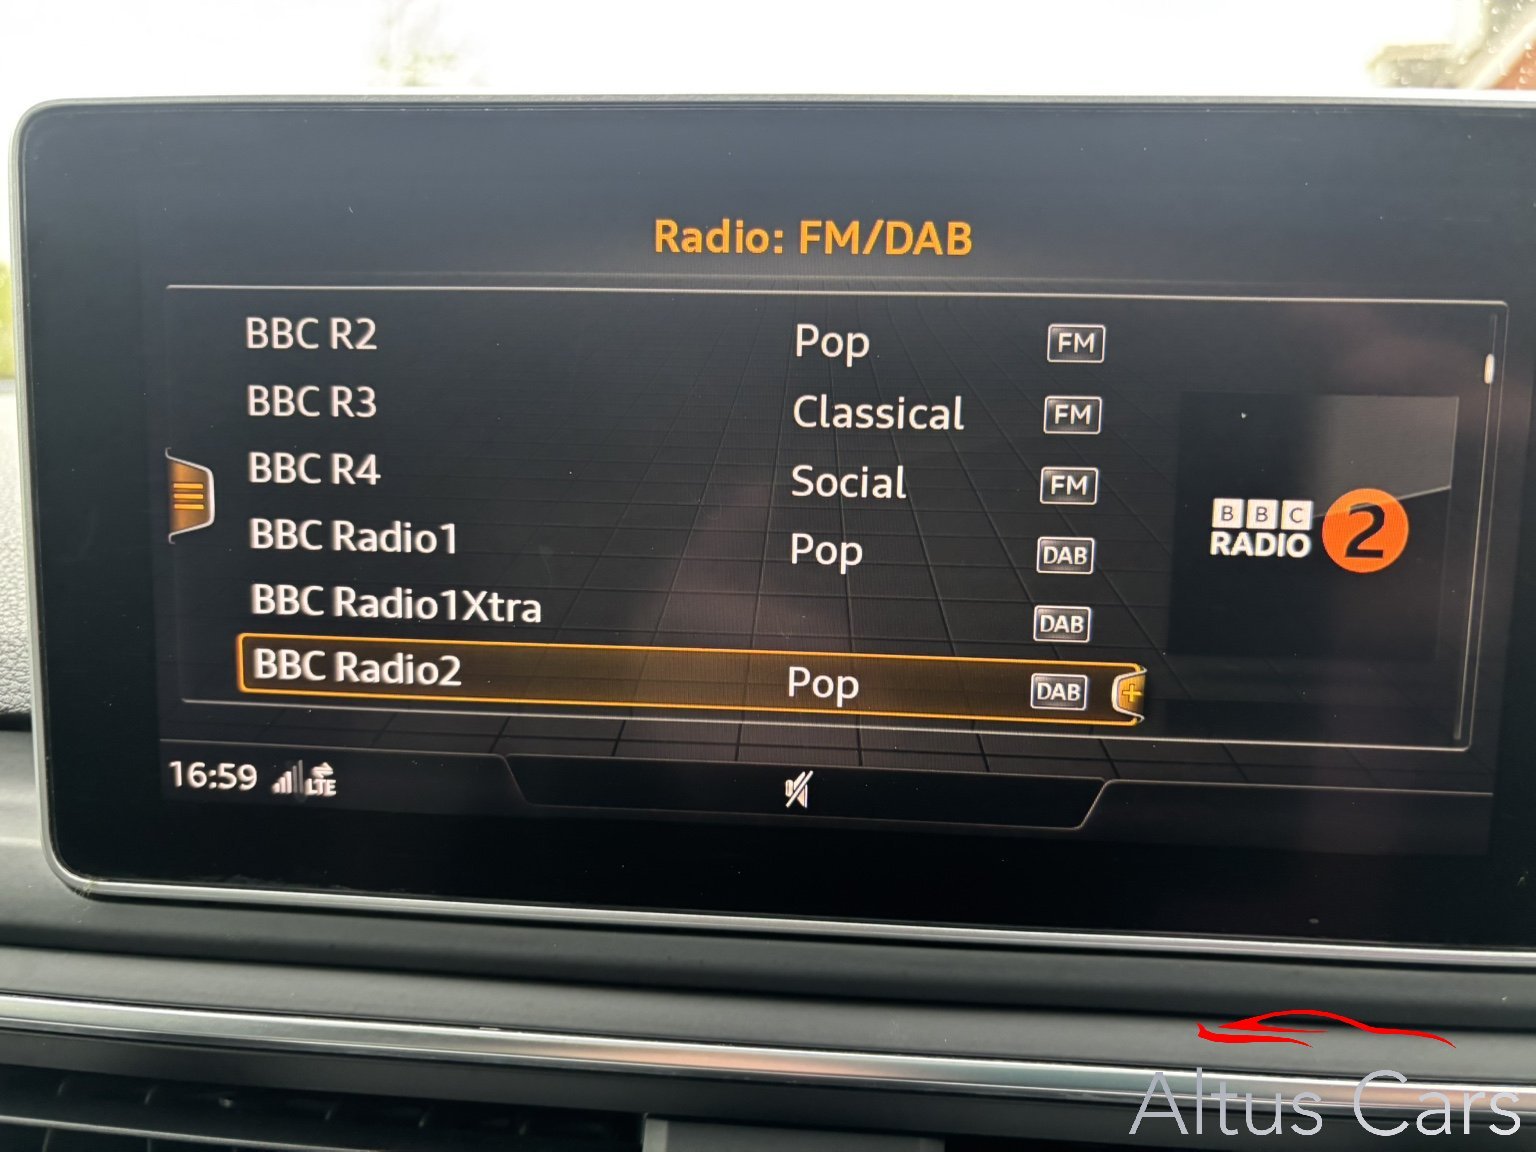 Radio: FM/DAB
BBC R2 Pop FM
BBC R3 Classical FM
BBC R4 Social FM
BBC Radio1 Pop DAB
BBC Radio1Xtra DAB
BBC Radio2 Pop DAB
BBC
RADIO 2
16:59 LTE
Altus Cars